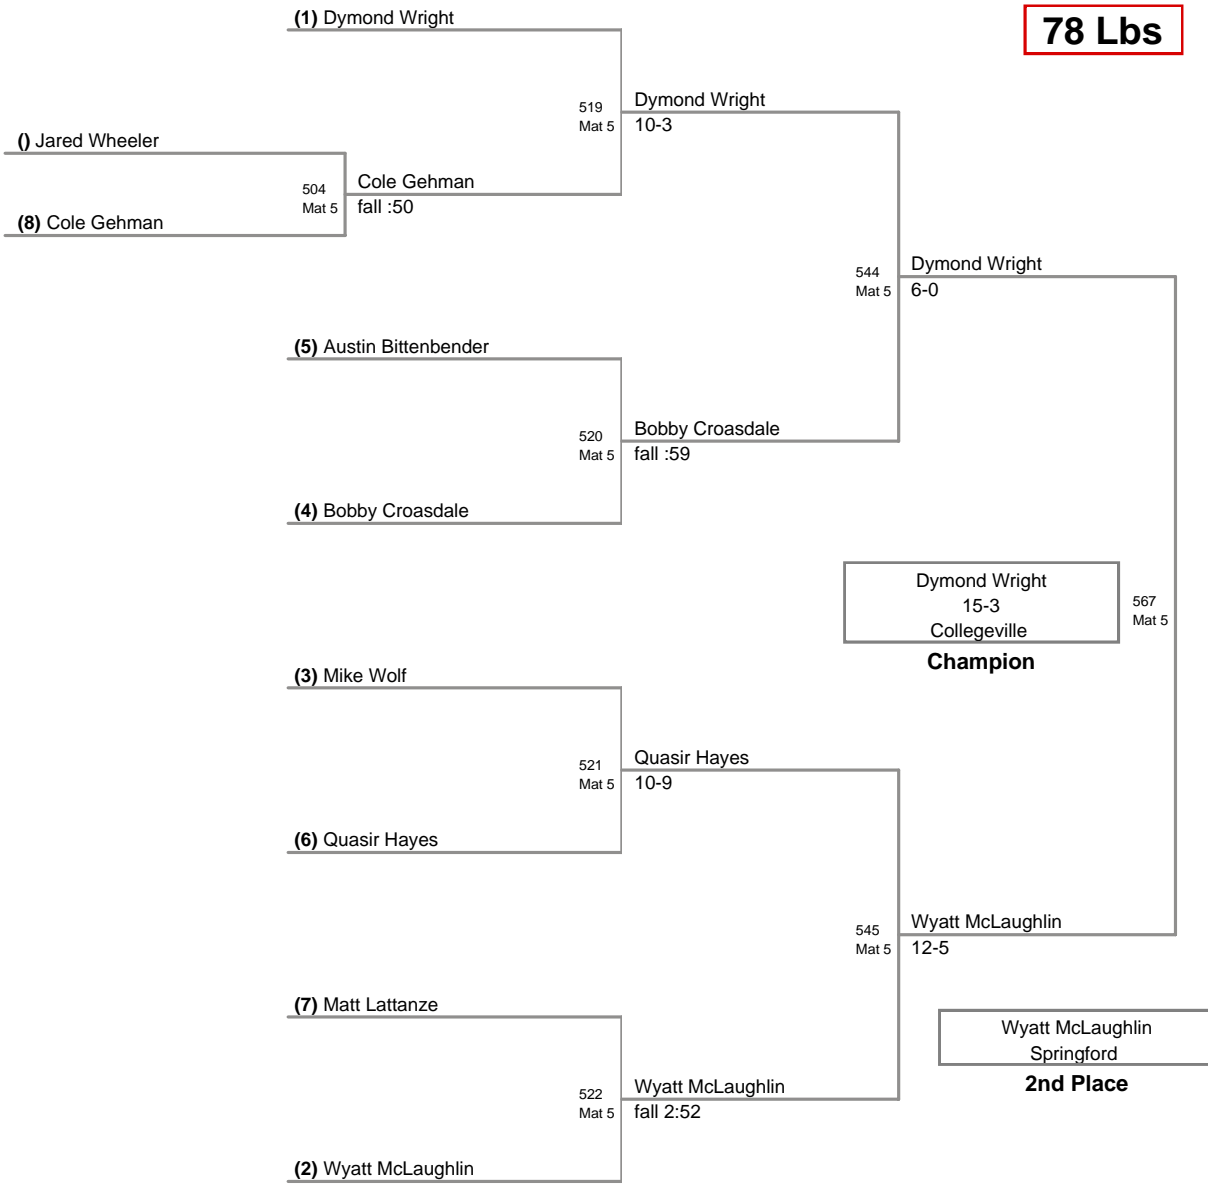 (1) Dymond Wright
78 Lbs
519
Mat 5
Dymond Wright
10-3
() Jared Wheeler
504
Mat 5
Cole Gehman
fall :50
(8) Cole Gehman
544
Mat 5
Dymond Wright
6-0
(5) Austin Bittenbender
520
Mat 5
Bobby Croasdale
fall :59
(4) Bobby Croasdale
Dymond Wright
15-3
Collegeville
Champion
567
Mat 5
(3) Mike Wolf
521
Mat 5
Quasir Hayes
10-9
(6) Quasir Hayes
545
Mat 5
Wyatt McLaughlin
12-5
(7) Matt Lattanze
Wyatt McLaughlin
Springford
2nd Place
522
Mat 5
Wyatt McLaughlin
fall 2:52
(2) Wyatt McLaughlin